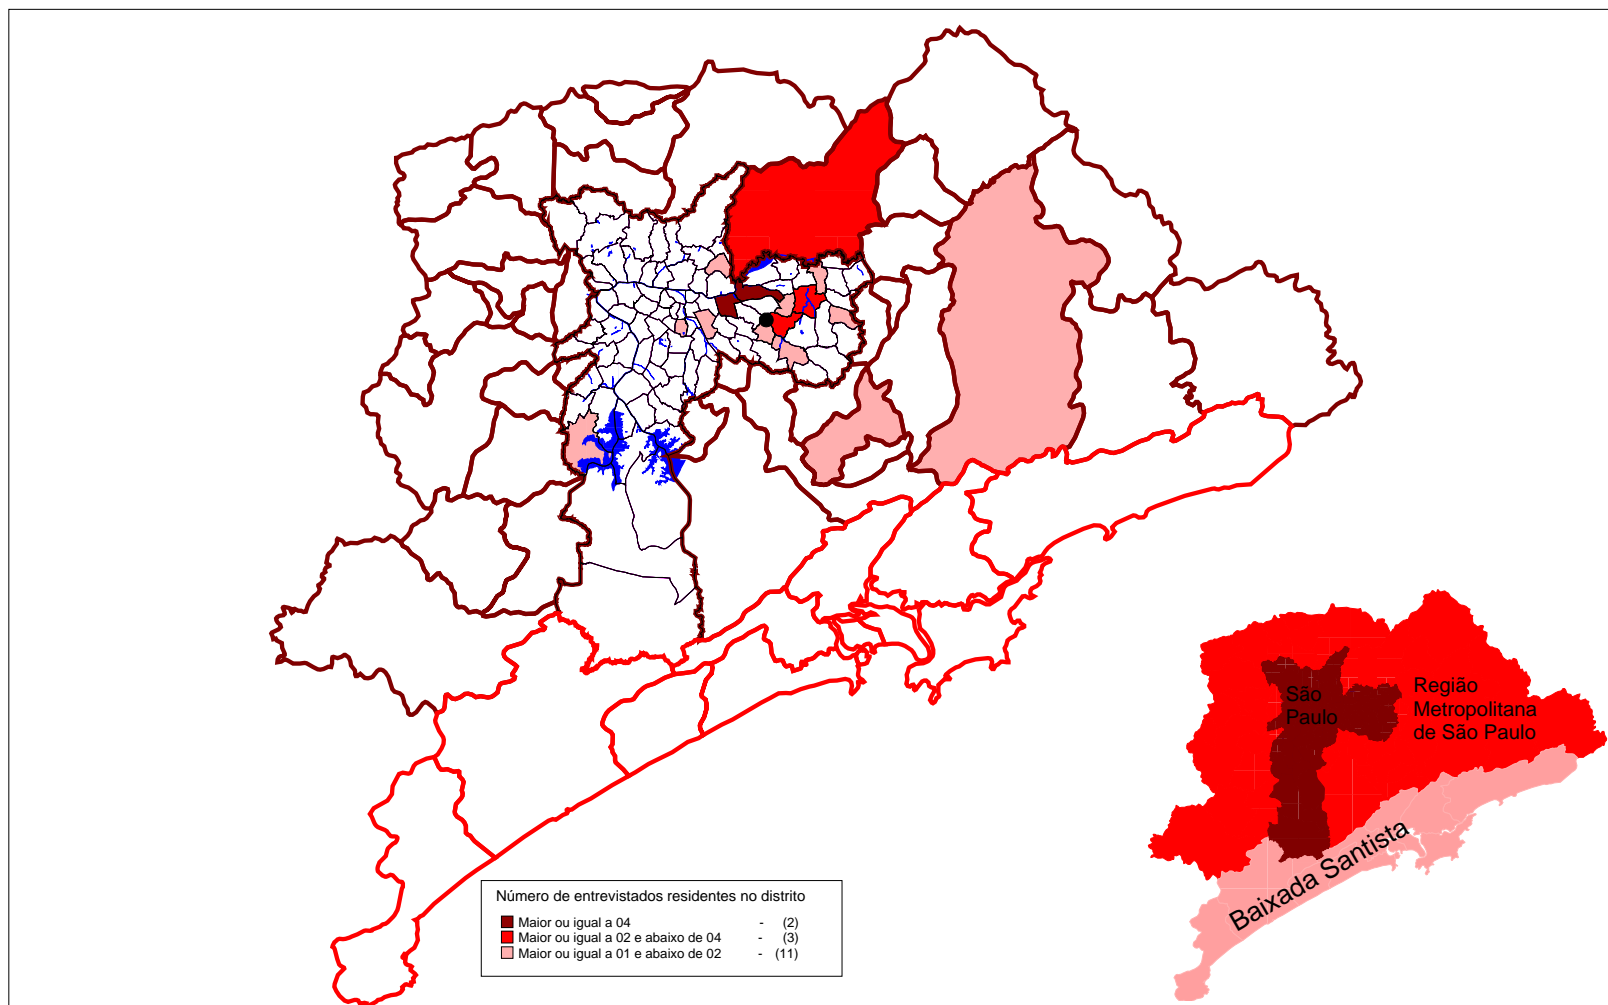 São
Paulo
Região
Metropolitana
de São Paulo
Baixada Santista
Número de entrevistados residentes no distrito
Maior ou igual a 04 - (2)
Maior ou igual a 02 e abaixo de 04 - (3)
Maior ou igual a 01 e abaixo de 02 - (11)